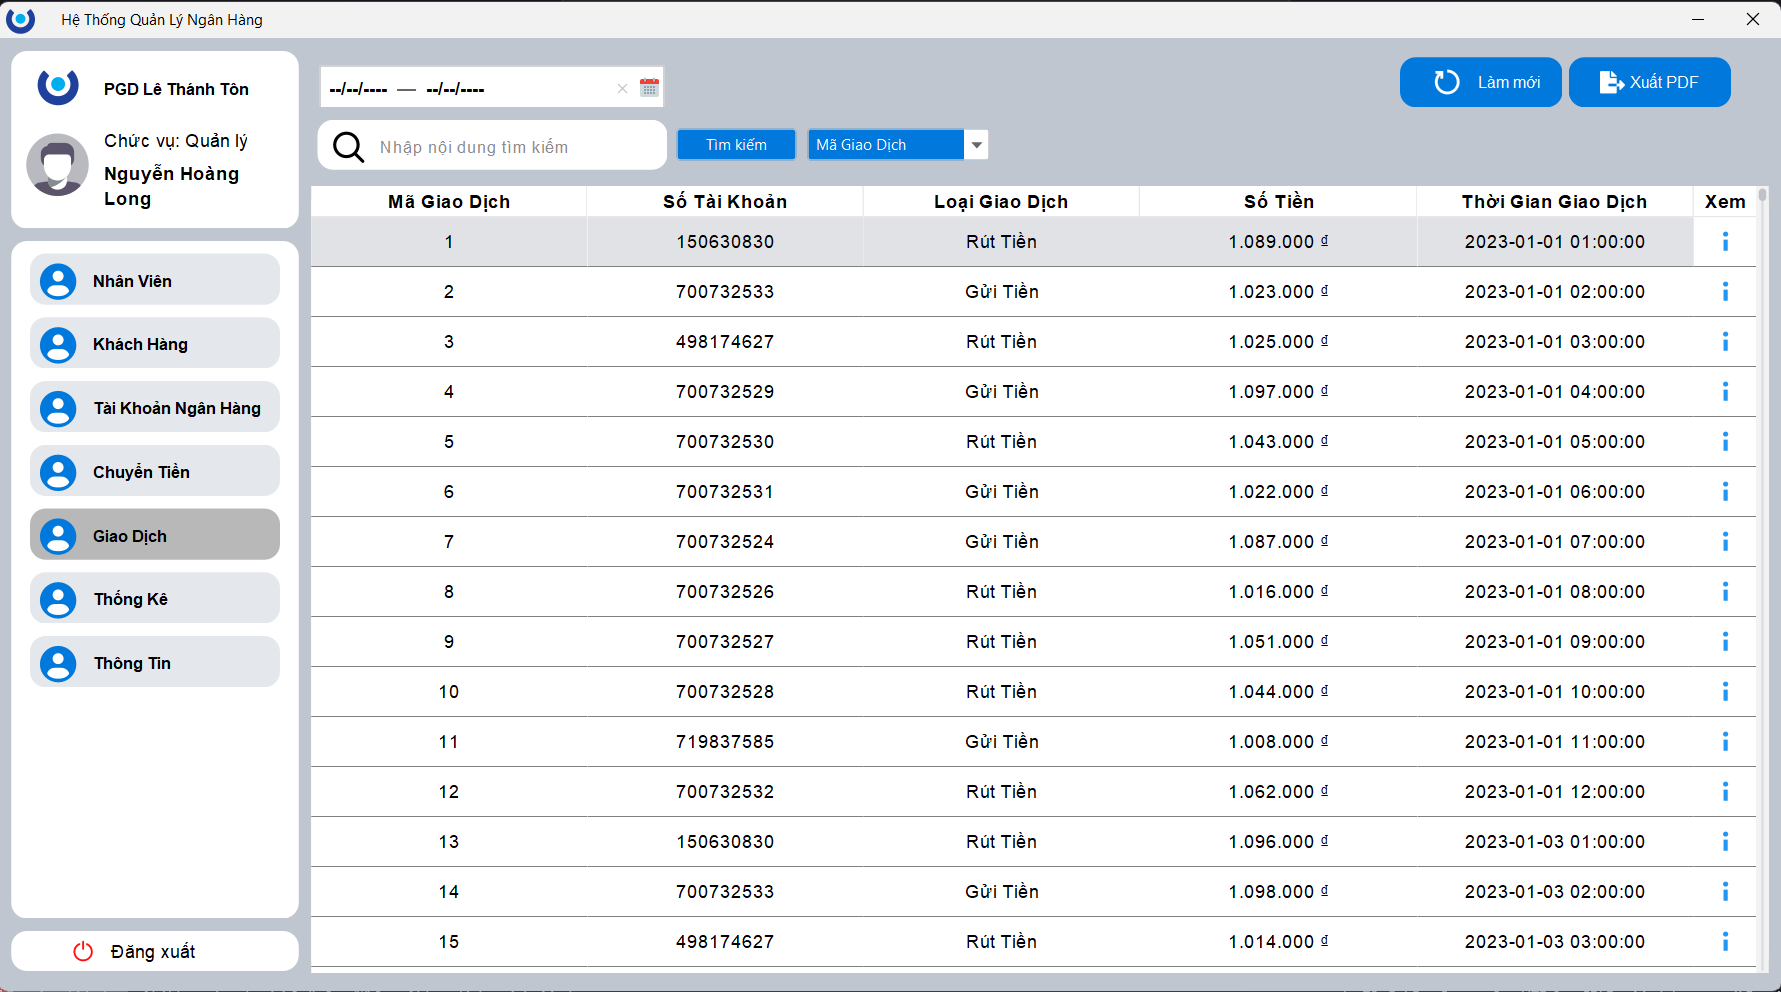 Hệ Thống Quản Lý Ngân Hàng
PGD Lê Thánh Tôn
Chức vụ: Quản lý
Nguyễn Hoàng
Long
Nhân Viên
Khách Hàng
Tài Khoản Ngân Hàng
Chuyển Tiền
Giao Dịch
Thống Kê
Thông Tin
Đăng xuất
--/--/---- — --/--/----
Làm mới
Xuất PDF
Nhập nội dung tìm kiếm
Tìm kiếm
Mã Giao Dịch
Mã Giao Dịch Số Tài Khoản Loại Giao Dịch Số Tiền Thời Gian Giao Dịch Xem
1 150630830 Rút Tiền 1.089.000 ₫ 2023-01-01 01:00:00
2 700732533 Gửi Tiền 1.023.000 ₫ 2023-01-01 02:00:00
3 498174627 Rút Tiền 1.025.000 ₫ 2023-01-01 03:00:00
4 700732529 Gửi Tiền 1.097.000 ₫ 2023-01-01 04:00:00
5 700732530 Rút Tiền 1.043.000 ₫ 2023-01-01 05:00:00
6 700732531 Gửi Tiền 1.022.000 ₫ 2023-01-01 06:00:00
7 700732524 Gửi Tiền 1.087.000 ₫ 2023-01-01 07:00:00
8 700732526 Rút Tiền 1.016.000 ₫ 2023-01-01 08:00:00
9 700732527 Rút Tiền 1.051.000 ₫ 2023-01-01 09:00:00
10 700732528 Rút Tiền 1.044.000 ₫ 2023-01-01 10:00:00
11 719837585 Gửi Tiền 1.008.000 ₫ 2023-01-01 11:00:00
12 700732532 Rút Tiền 1.062.000 ₫ 2023-01-01 12:00:00
13 150630830 Rút Tiền 1.096.000 ₫ 2023-01-03 01:00:00
14 700732533 Gửi Tiền 1.098.000 ₫ 2023-01-03 02:00:00
15 498174627 Rút Tiền 1.014.000 ₫ 2023-01-03 03:00:00